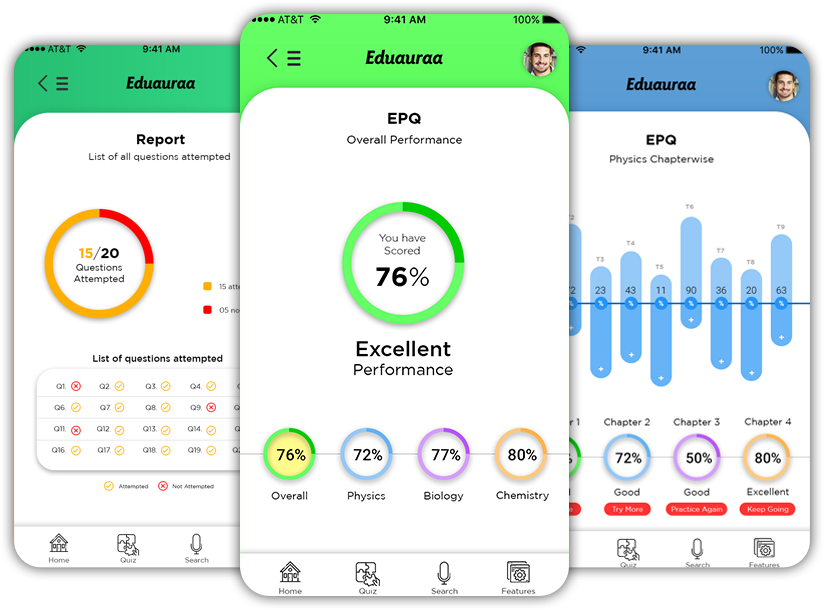 AT&T 9:41 AM
Eduauraa
Report
List of all questions attempted
15/20
Questions
Attempted
15 atte
05 no
List of questions attempted
Q1. Q2. Q3. Q4.
Q6. Q7. Q8. Q9.
Q11. Q12. Q13. Q14.
Q16. Q17. Q18. Q19.
Attempted Not Attempted
Home Quiz Search
AT&T 9:41 AM 100%
Eduauraa
EPQ
Overall Performance
You have
Scored
76%
Excellent
Performance
76% 72% 77% 80%
Overall Physics Biology Chemistry
Home Quiz Search Features
9:41 AM 100%
Eduauraa
EPQ
Physics Chapterwise
T3 T4 T5 T6 T7 T8 T9
23 43 11 90 36 20 63
% % % % % % %
Chapter 2 Chapter 3 Chapter 4
72% 50% 80%
Good Good Excellent
Try More Practice Again Keep Going
Quiz Search Features